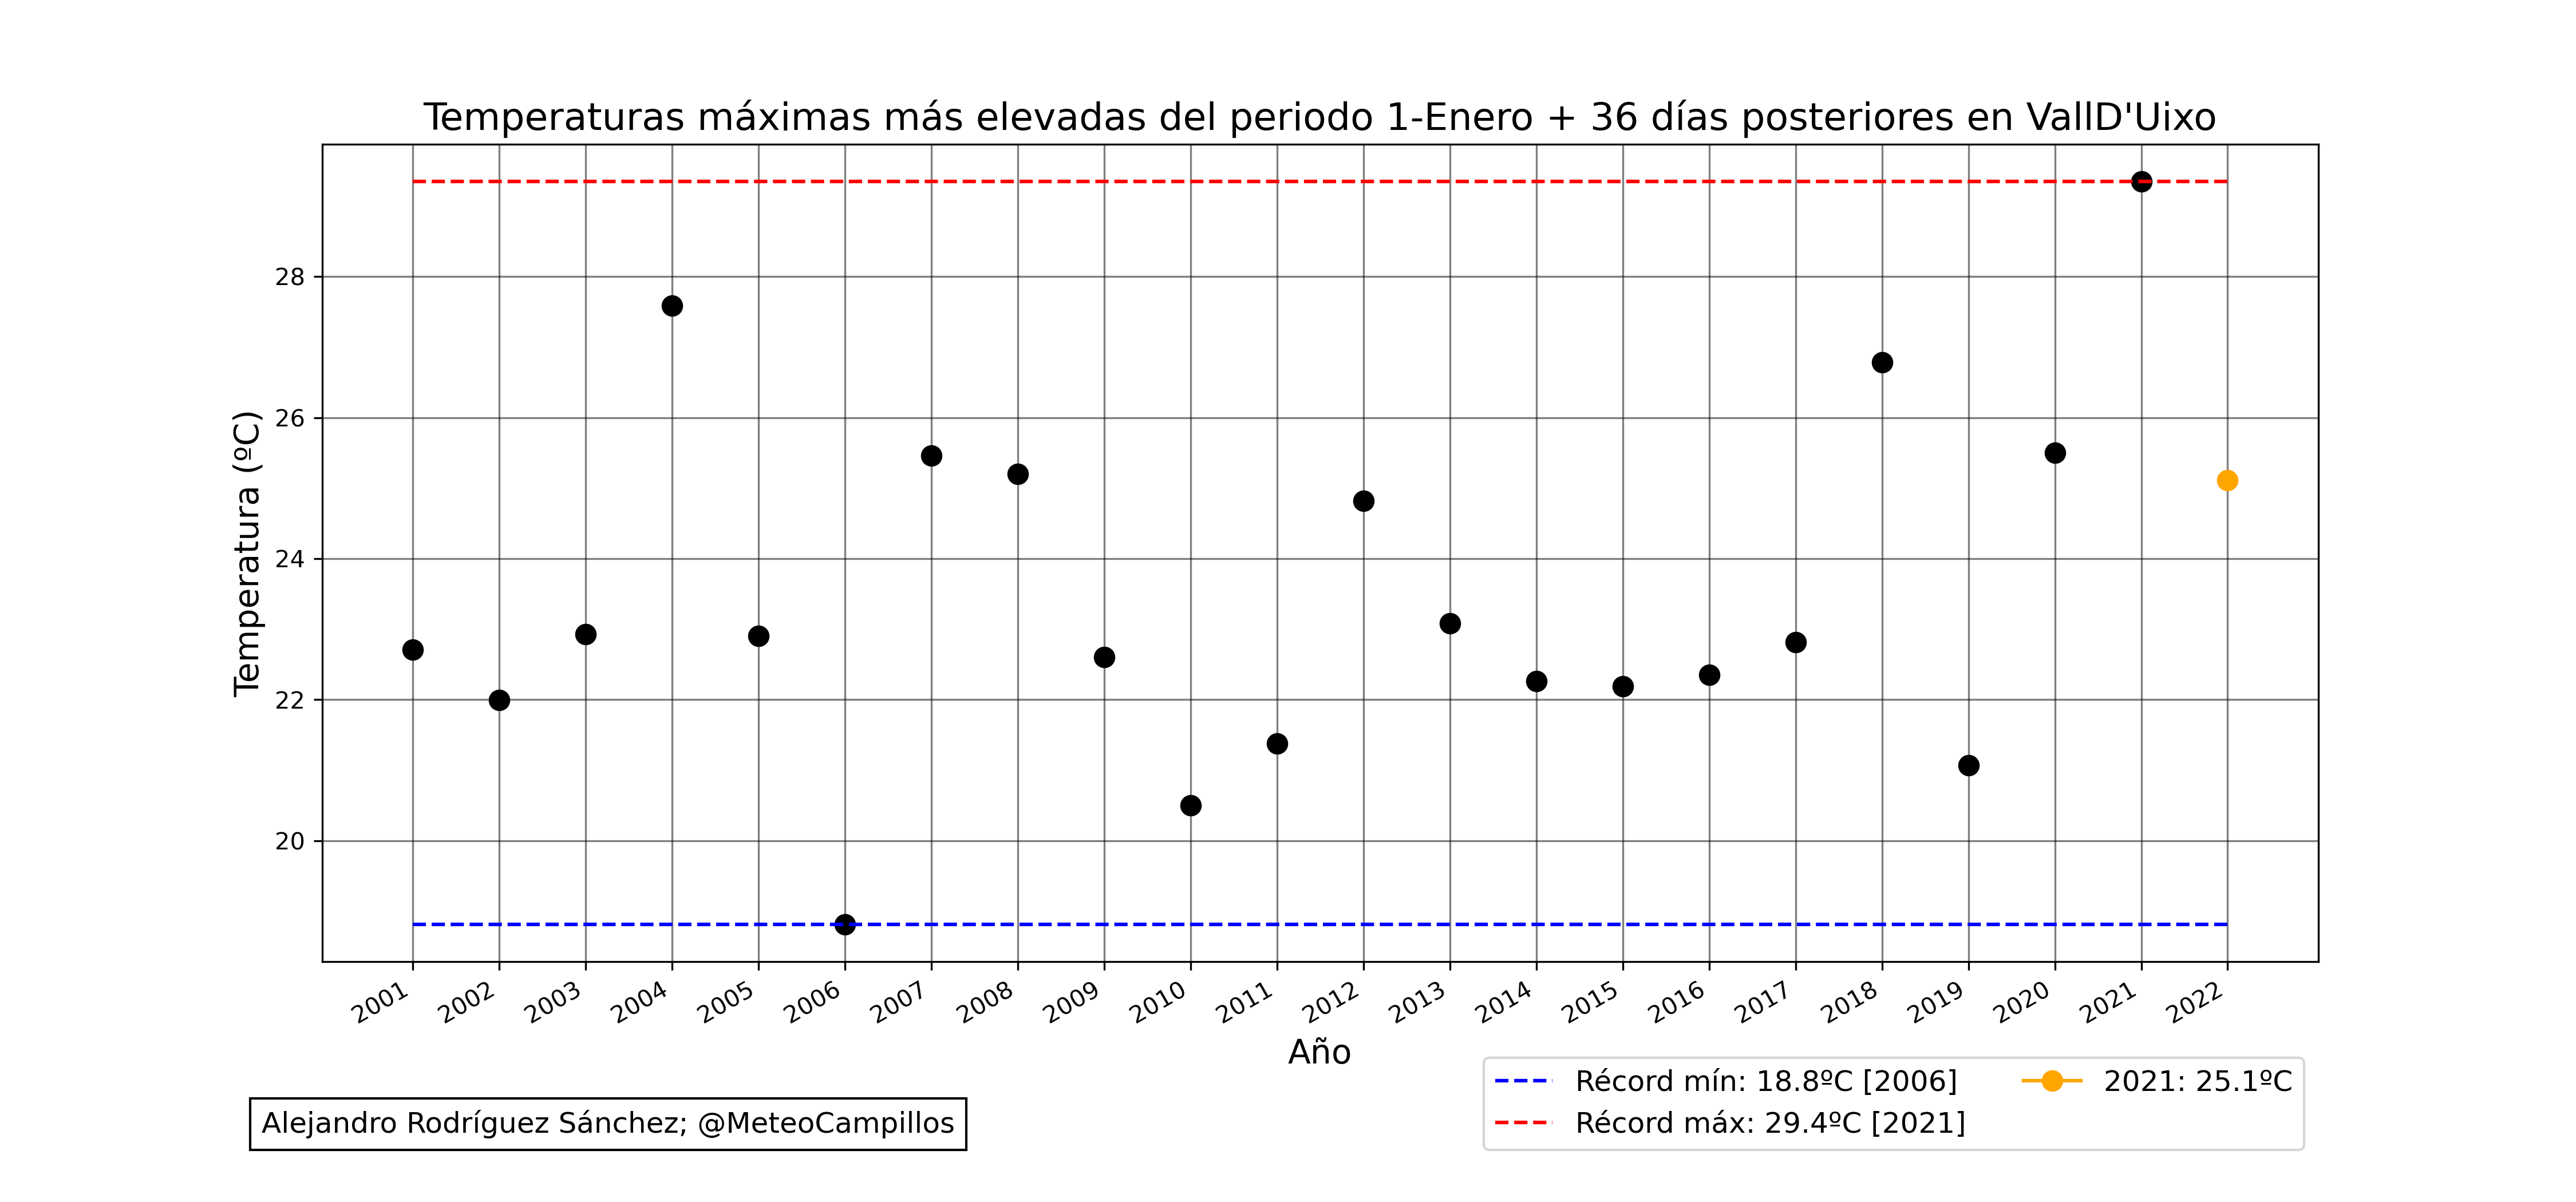 Temperaturas máximas más elevadas del periodo 1-Enero + 36 días posteriores en VallD'Uixo
Temperatura (ºC)
28
26
24
22
20
2001 2002 2003 2004 2005 2006 2007 2008 2009 2010 2011 2012 2013 2014 2015 2016 2017 2018 2019 2020 2021 2022
Año
Récord mín: 18.8ºC [2006] 2021: 25.1ºC
Récord máx: 29.4ºC [2021]
Alejandro Rodríguez Sánchez; @MeteoCampillos